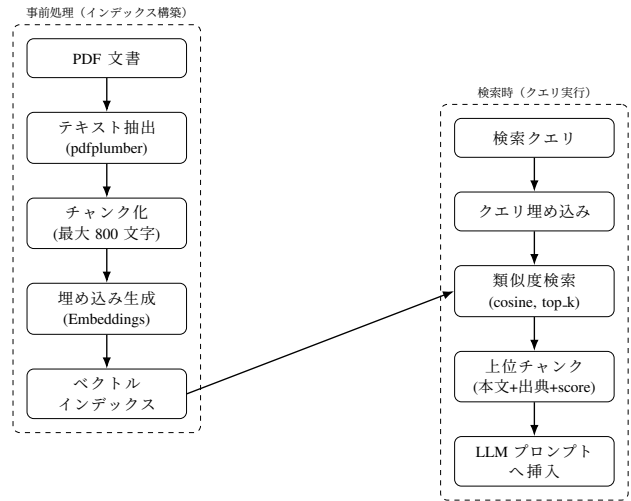 事前処理（インデックス構築）
PDF 文書
テキスト抽出
(pdfplumber)
チャンク化
(最大 800 文字)
埋め込み生成
(Embeddings)
ベクトル
インデックス
検索時（クエリ実行）
検索クエリ
クエリ埋め込み
類似度検索
(cosine, top_k)
上位チャンク
(本文+出典+score)
LLM プロンプト
へ挿入